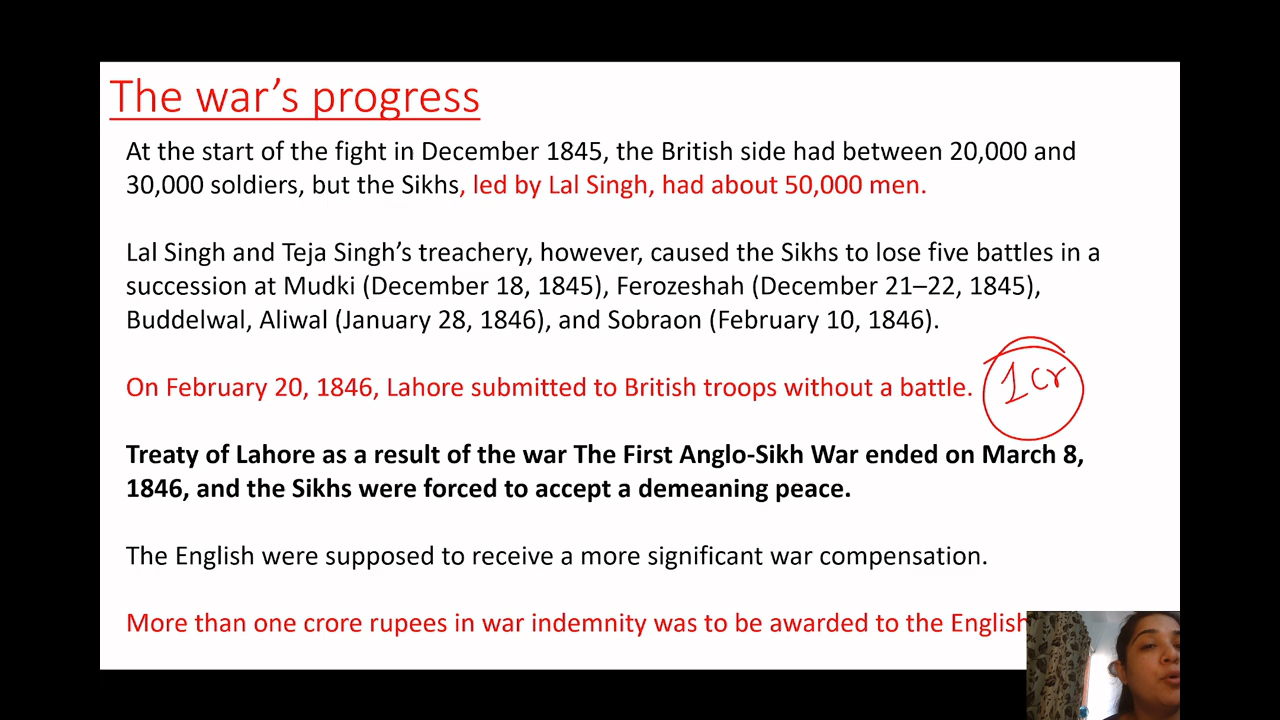 The war’s progress
At the start of the fight in December 1845, the British side had between 20,000 and
30,000 soldiers, but the Sikhs, led by Lal Singh, had about 50,000 men.
Lal Singh and Teja Singh’s treachery, however, caused the Sikhs to lose five battles in a
succession at Mudki (December 18, 1845), Ferozeshah (December 21–22, 1845),
Buddelwal, Aliwal (January 28, 1846), and Sobraon (February 10, 1846).
On February 20, 1846, Lahore submitted to British troops without a battle.
1 cr
Treaty of Lahore as a result of the war The First Anglo-Sikh War ended on March 8,
1846, and the Sikhs were forced to accept a demeaning peace.
The English were supposed to receive a more significant war compensation.
More than one crore rupees in war indemnity was to be awarded to the English